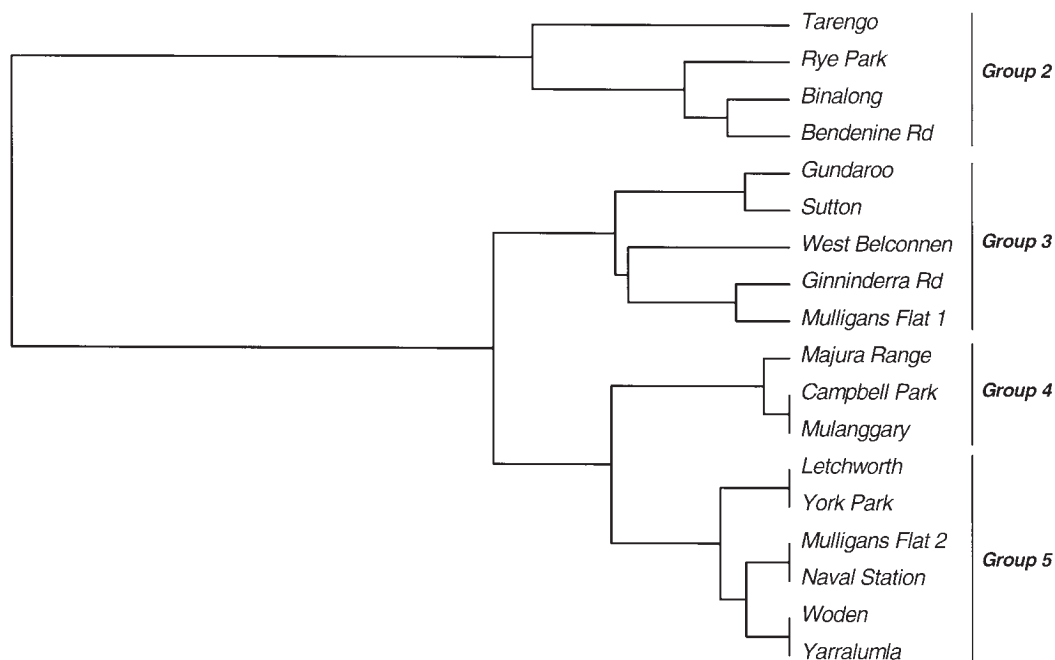 Tarengo
Rye Park
Group 2
Binalong
Bendenine Rd
Gundaroo
Sutton
West Belconnen
Group 3
Ginninderra Rd
Mulligans Flat 1
Majura Range
Campbell Park
Group 4
Mulanggary
Letchworth
York Park
Mulligans Flat 2
Group 5
Naval Station
Woden
Yarralumla